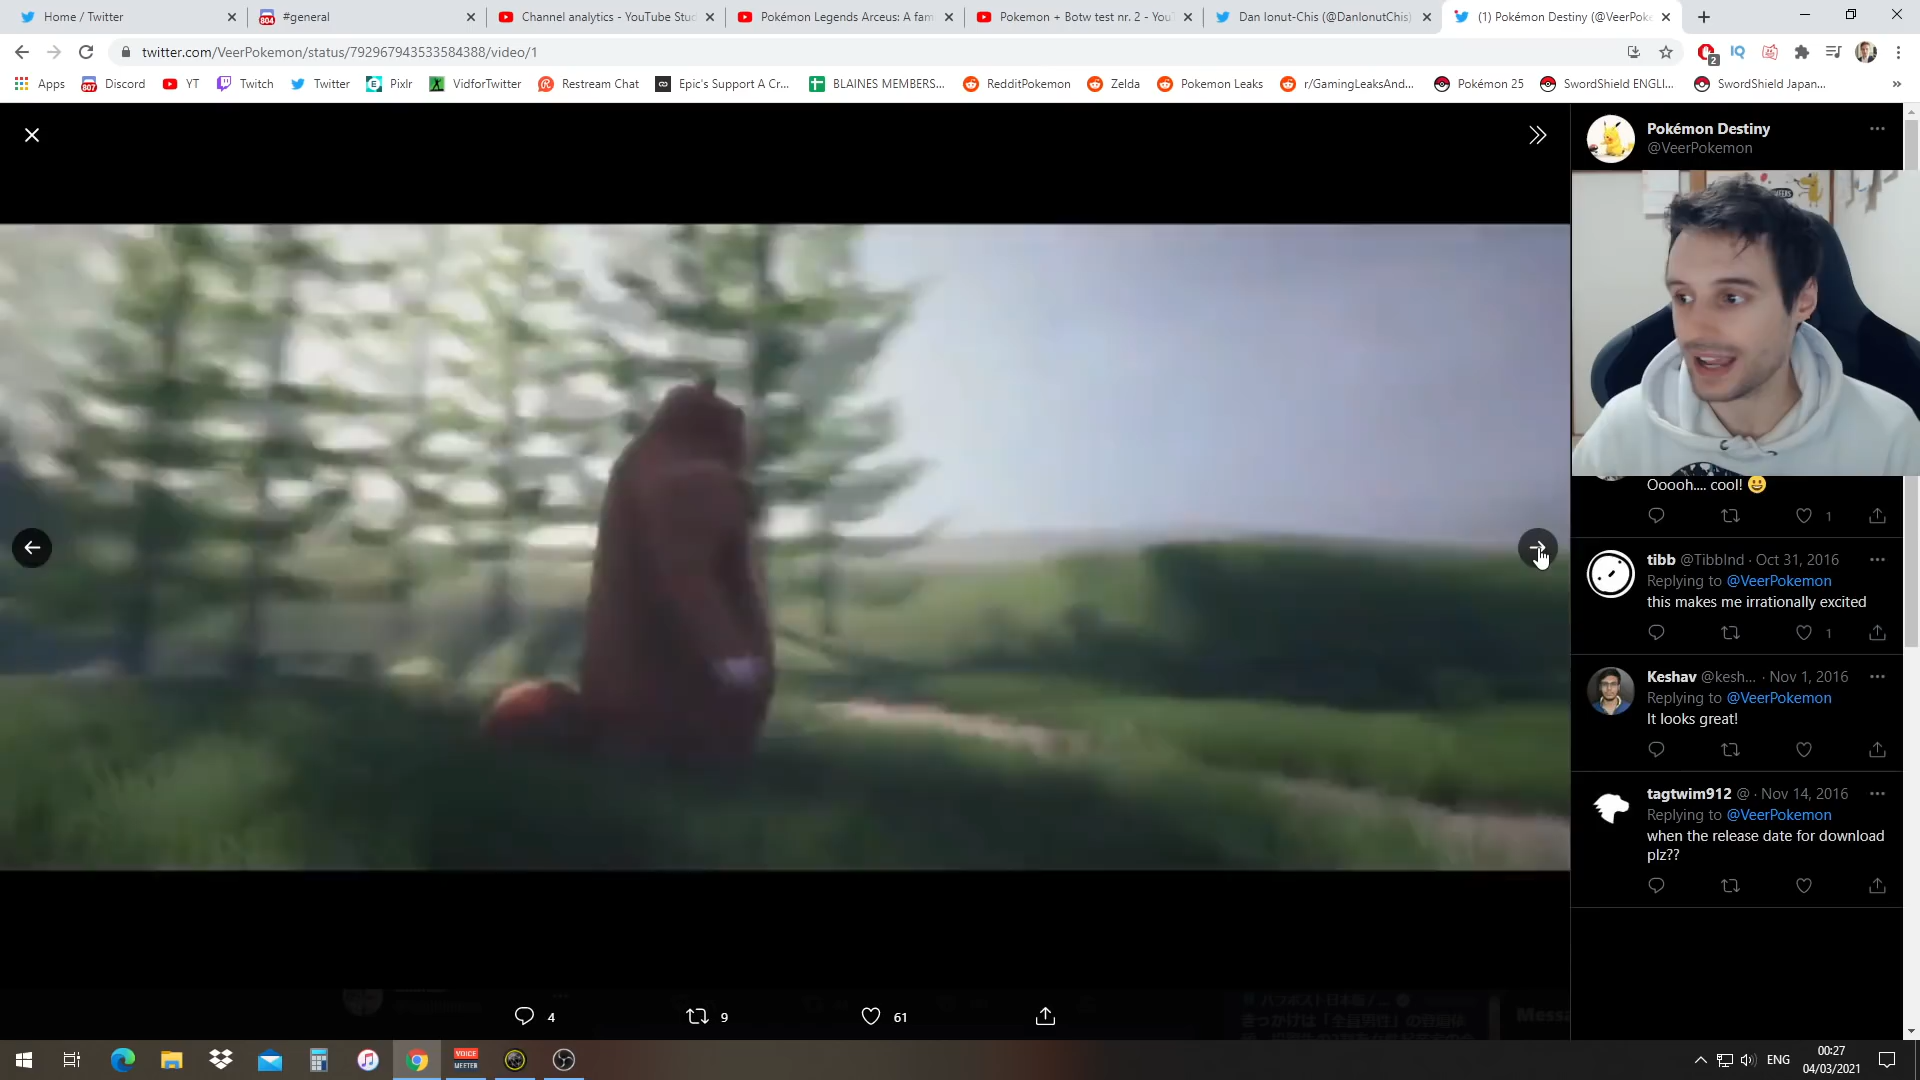 Home / Twitter
#general
Channel analytics - YouTube Stud
Pokémon Legends Arceus: A fam
Pokemon + Botw test nr. 2 - You
Dan Ionut-Chis (@DanIonutChis)
(1) Pokémon Destiny (@VeerPoke
twitter.com/VeerPokemon/status/792967943533584388/video/1
Apps
Discord
YT
Twitch
Twitter
Pixlr
VidforTwitter
Restream Chat
Epic's Support A Cr...
BLAINES MEMBERS...
RedditPokemon
Zelda
Pokemon Leaks
r/GamingLeaksAnd...
Pokémon 25
SwordShield ENGLI...
SwordShield Japan...
Pokémon Destiny
@VeerPokemon
Ooooh.... cool! 😀
1
tibb @TibbInd · Oct 31, 2016
Replying to @VeerPokemon
this makes me irrationally excited
1
Keshav @kesh... · Nov 1, 2016
Replying to @VeerPokemon
It looks great!
tagtwim912 @ · Nov 14, 2016
Replying to @VeerPokemon
when the release date for download
plz??
4
9
61
VOICE
MEETER
ENG
00:27
04/03/2021